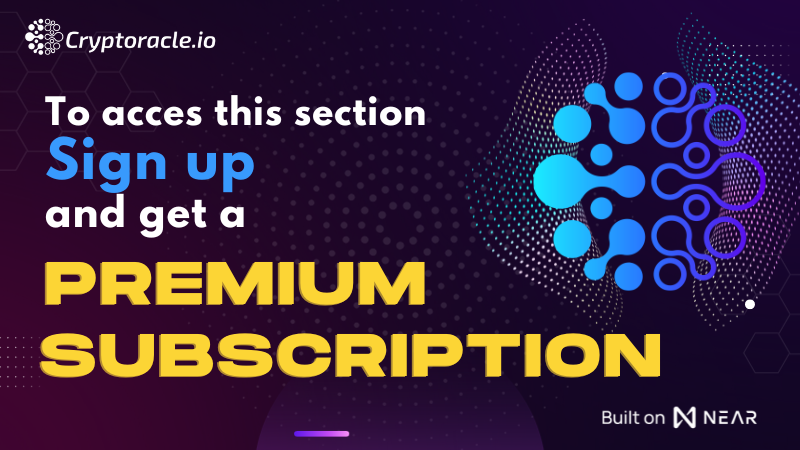 Cryptoracle.io
To acces this section
Sign up
and get a
PREMIUM
SUBSCRIPTION
Built on NEAR